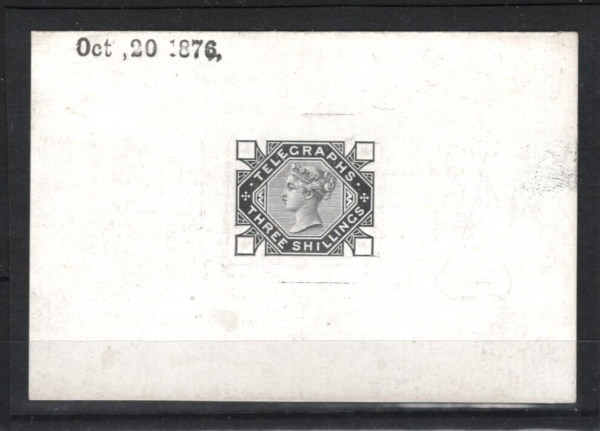 Oct ,20 1876,
TELEGRAPHS
THREE SHILLINGS